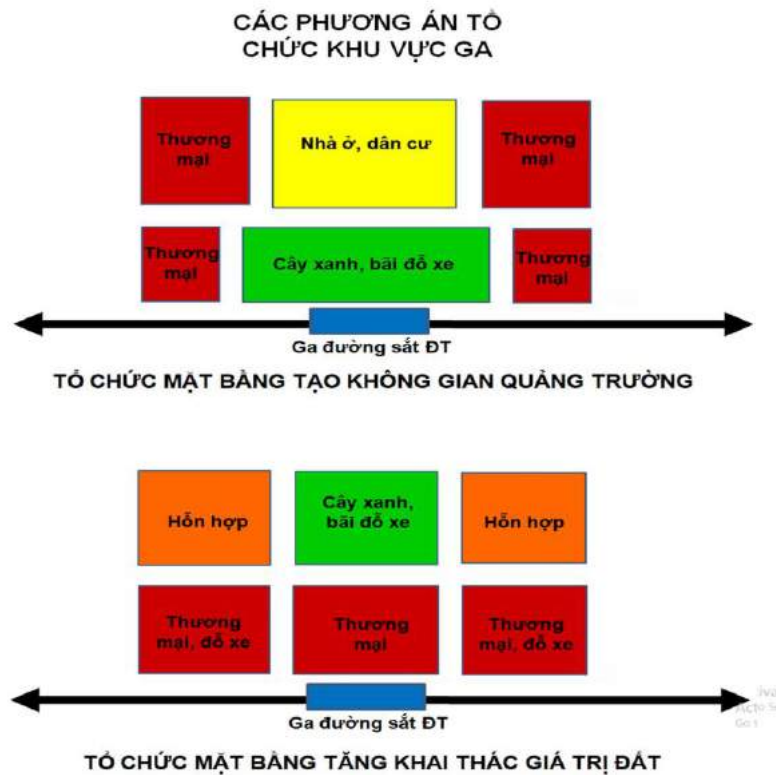 CÁC PHƯƠNG ÁN TỔ
CHỨC KHU VỰC GA
Thương
mại
Nhà ở, dân cư
Thương
mại
Thương
mại
Cây xanh, bãi đỗ xe
Thương
mại
Ga đường sắt ĐT
TỔ CHỨC MẶT BẰNG TẠO KHÔNG GIAN QUẢNG TRƯỜNG
Hỗn hợp
Cây xanh,
bãi đỗ xe
Hỗn hợp
Thương
mại, đỗ xe
Thương
mại
Thương
mại, đỗ xe
Ga đường sắt ĐT
TỔ CHỨC MẶT BẰNG TĂNG KHAI THÁC GIÁ TRỊ ĐẤT